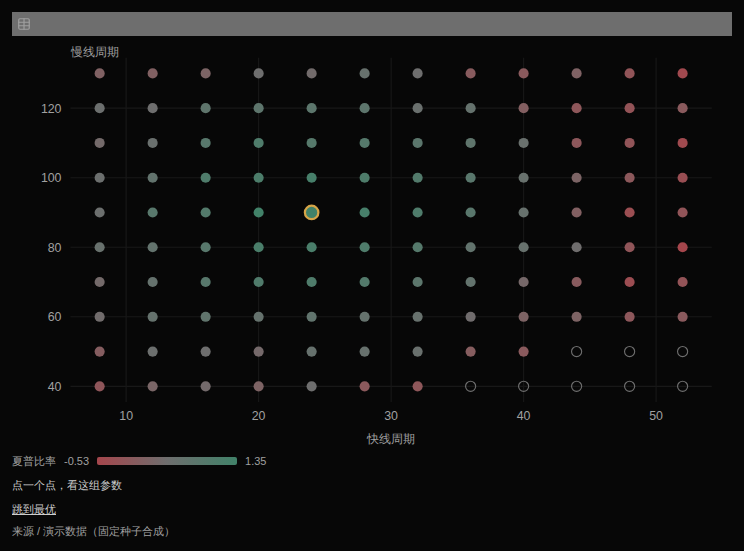 慢线周期
120
100
80
60
40
10 20 30 40 50
快线周期
夏普比率 -0.53 1.35
点一个点，看这组参数
跳到最优
来源 / 演示数据（固定种子合成）